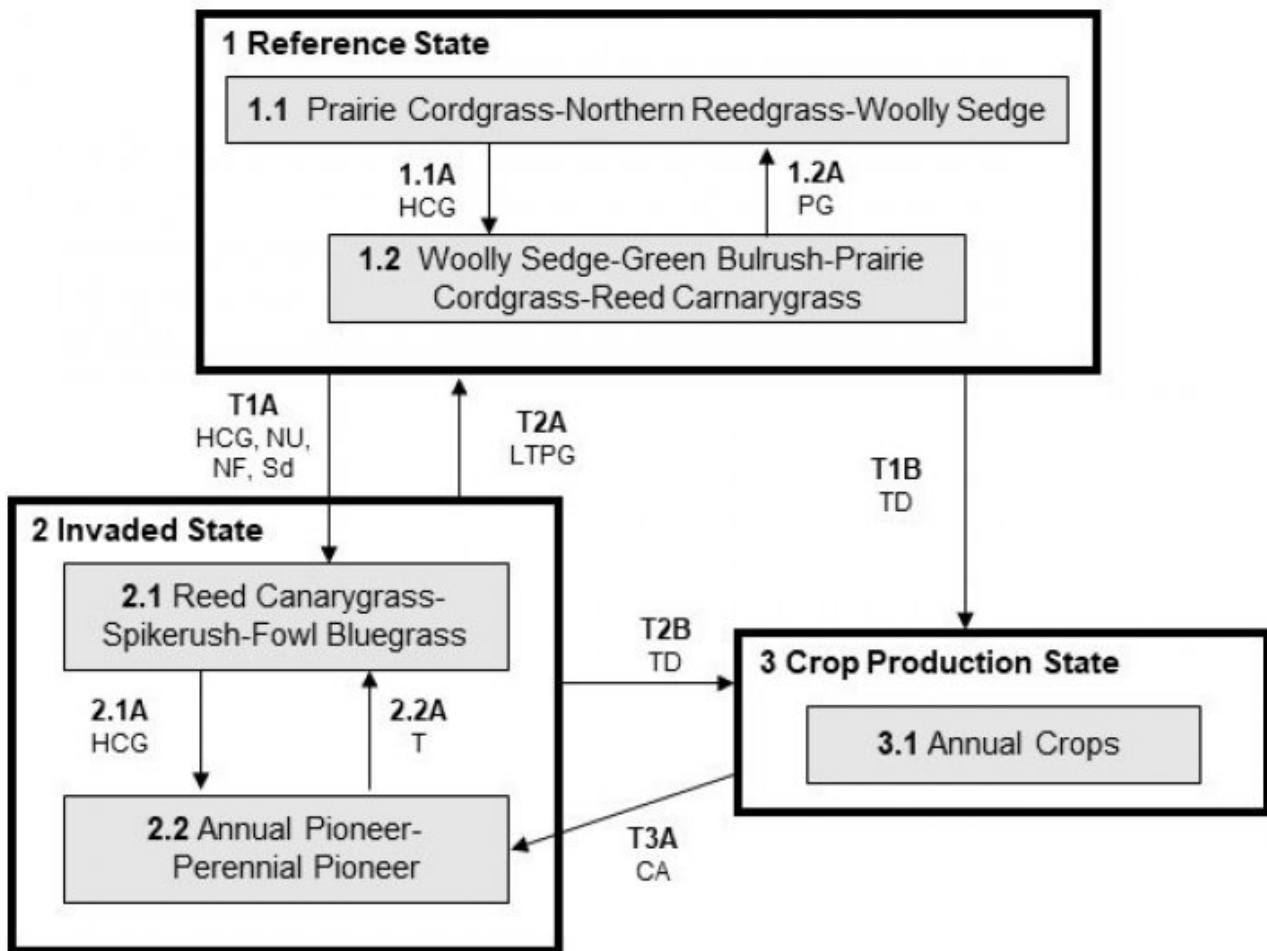 1 Reference State
1.1 Prairie Cordgrass-Northern Reedgrass-Woolly Sedge
1.1A
HCG
1.2A
PG
1.2 Woolly Sedge-Green Bulrush-Prairie
Cordgrass-Reed Carnarygrass
T1A
HCG, NU,
NF, Sd
T2A
LTPG
T1B
TD
2 Invaded State
2.1 Reed Canarygrass-
Spikerush-Fowl Bluegrass
2.1A
HCG
2.2A
T
2.2 Annual Pioneer-
Perennial Pioneer
T2B
TD
3 Crop Production State
3.1 Annual Crops
T3A
CA